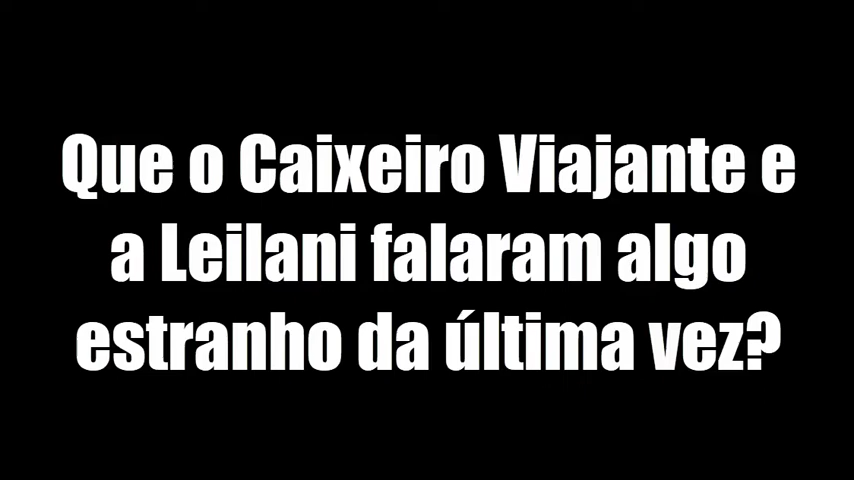 Que o Caixeiro Viajante e
a Leilani falaram algo
estranho da última vez?